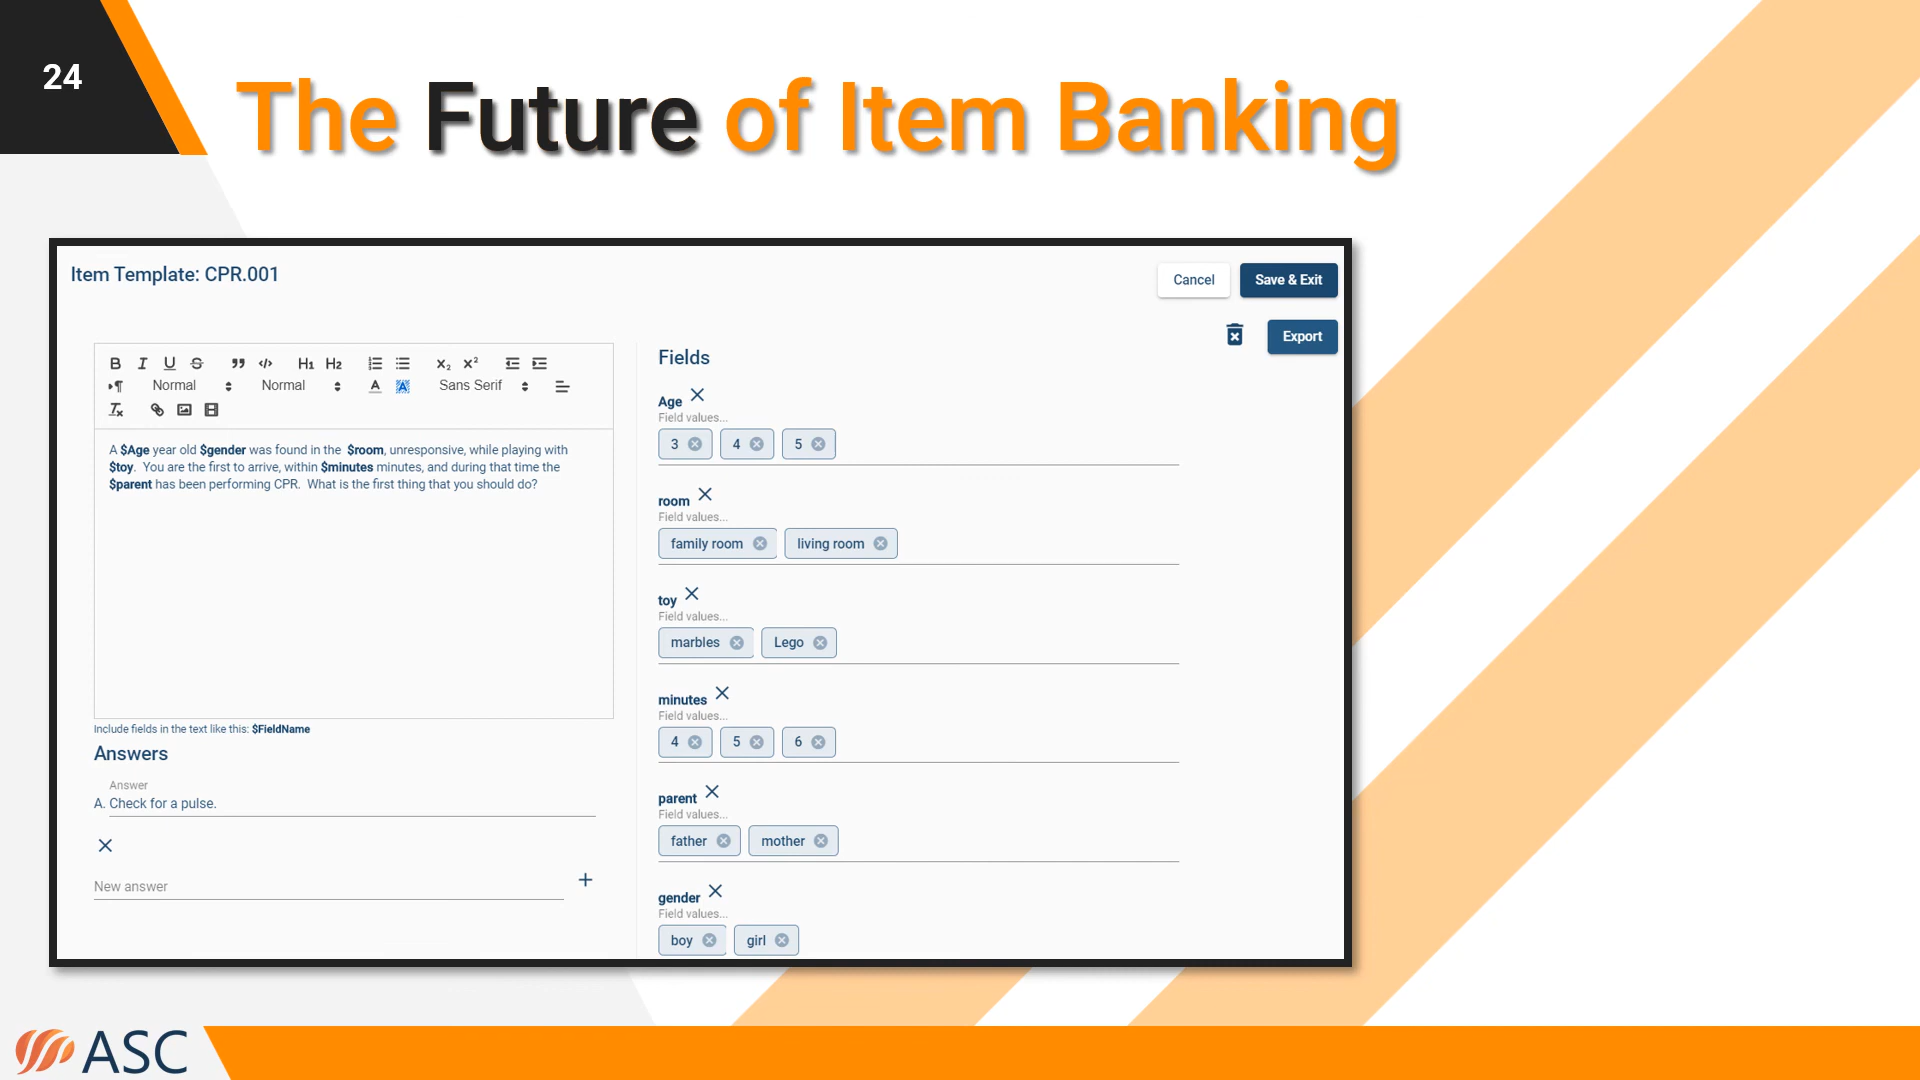 24
The Future of Item Banking
Item Template: CPR.001
Cancel
Save & Exit
Export
B I U S H1 H2 X2 X2
Normal Normal A A Sans Serif
Tx
A $Age year old $gender was found in the $room, unresponsive, while playing with
$toy. You are the first to arrive, within $minutes minutes, and during that time the
$parent has been performing CPR. What is the first thing that you should do?
Include fields in the text like this: $FieldName
Answers
Answer
A. Check for a pulse.
New answer
Fields
Age
Field values...
3 4 5
room
Field values...
family room living room
toy
Field values...
marbles Lego
minutes
Field values...
4 5 6
parent
Field values...
father mother
gender
Field values...
boy girl
ASC